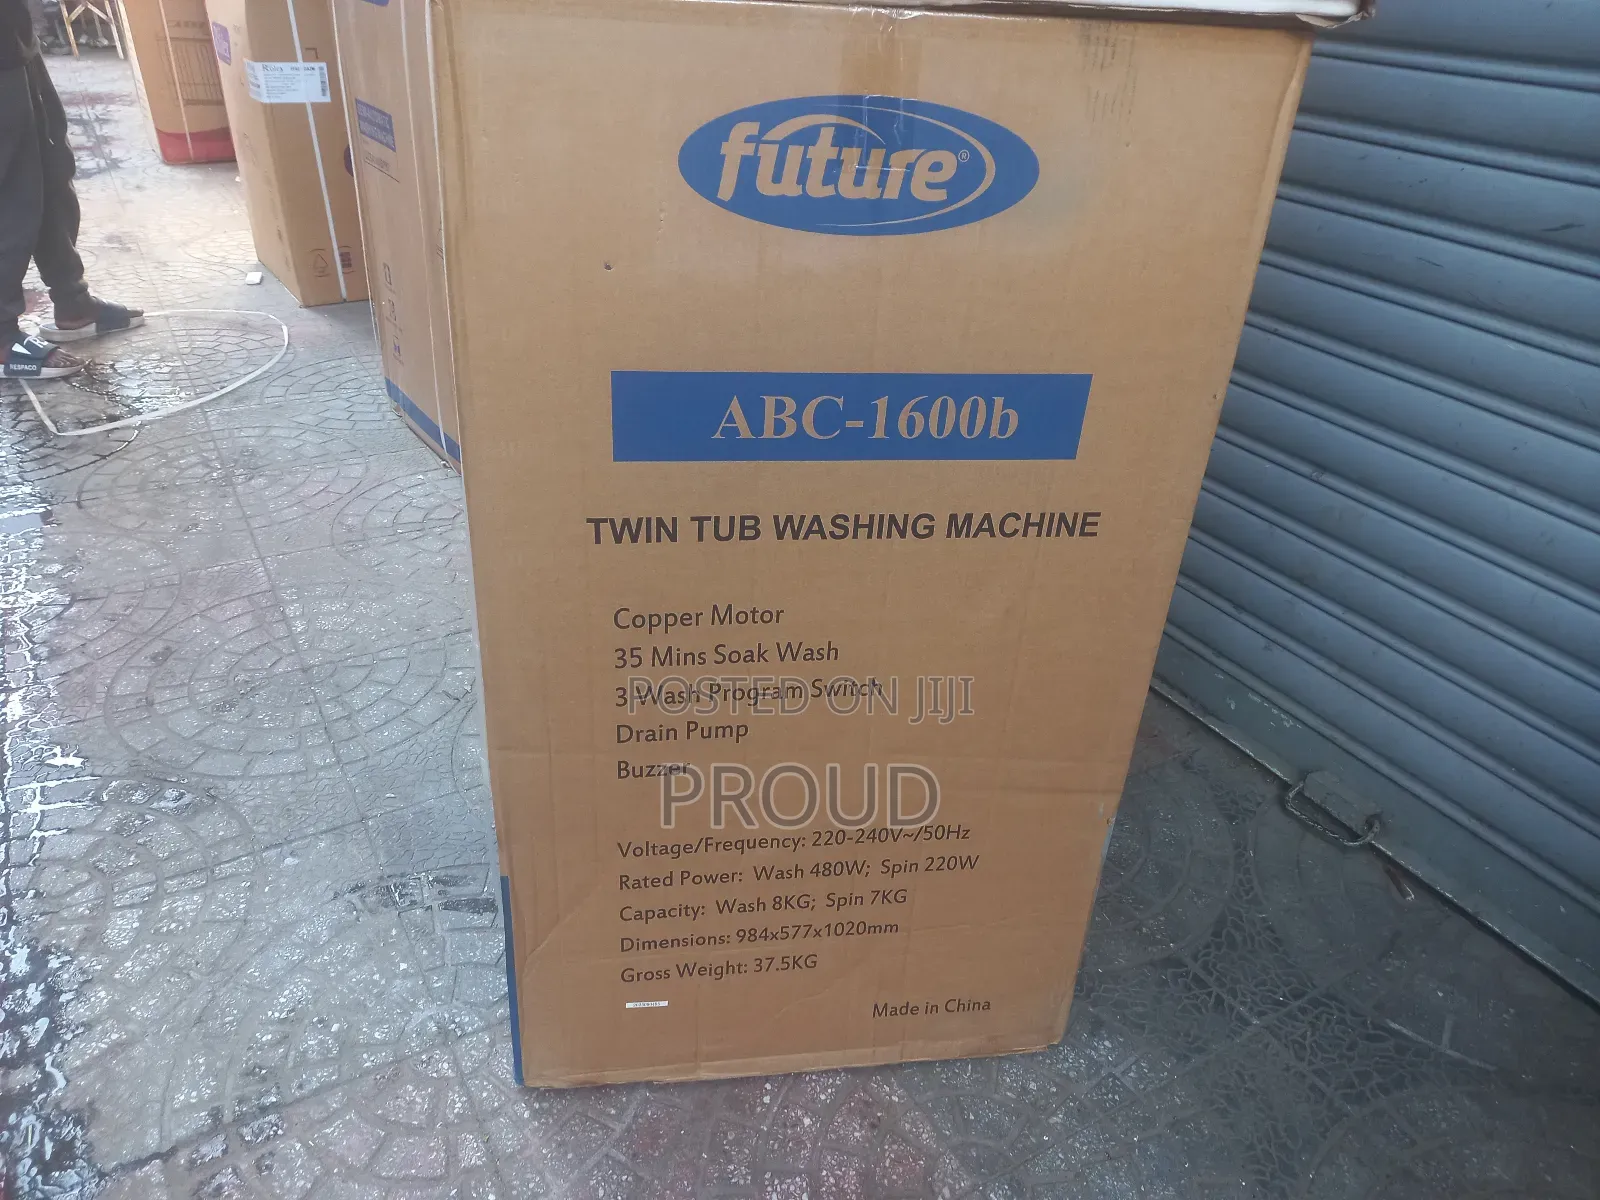 future®
ABC-1600b
TWIN TUB WASHING MACHINE
Copper Motor
35 Mins Soak Wash
3 Wash Program Switch
POSTED ON JIJI
Drain Pump
Buzzer
PROUD
Voltage/Frequency: 220-240V~/50Hz
Rated Power: Wash 480W; Spin 220W
Capacity: Wash 8KG; Spin 7KG
Dimensions: 984x577x1020mm
Gross Weight: 37.5KG
Made in China
RESPACO